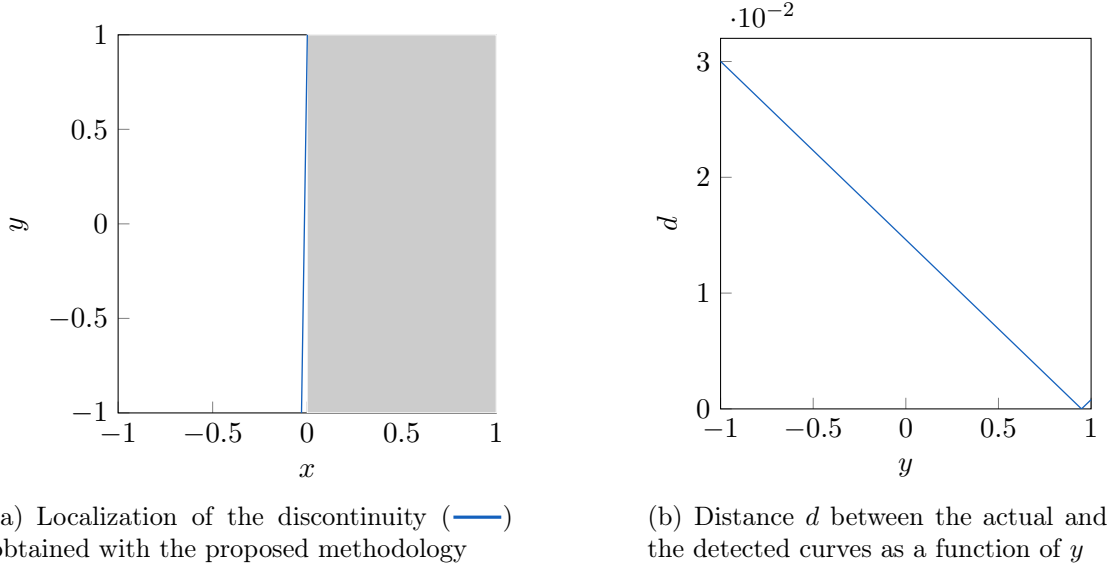 ·10−2
1
0.5
0
−0.5
−1
y
−1
−0.5
0
0.5
1
x
3
2
1
0
d
−1
−0.5
0
0.5
1
y
a) Localization of the discontinuity ( )
obtained with the proposed methodology
(b) Distance d between the actual and
the detected curves as a function of y